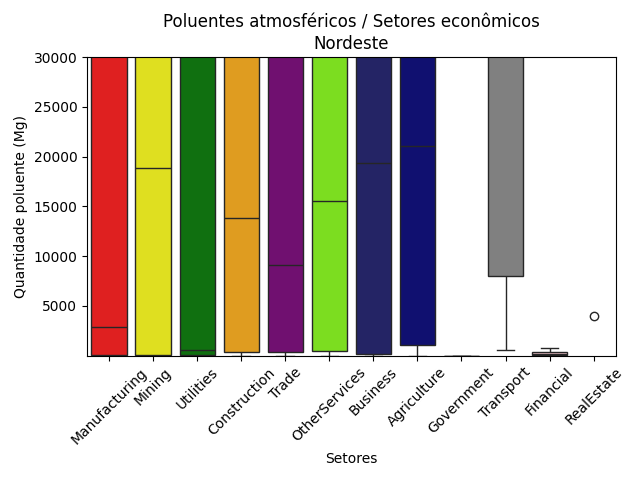 Poluentes atmosféricos / Setores econômicos
Nordeste
Quantidade poluente (Mg)
30000
25000
20000
15000
10000
5000
Manufacturing
Mining
Utilities
Construction
Trade
OtherServices
Business
Agriculture
Government
Transport
Financial
RealEstate
Setores